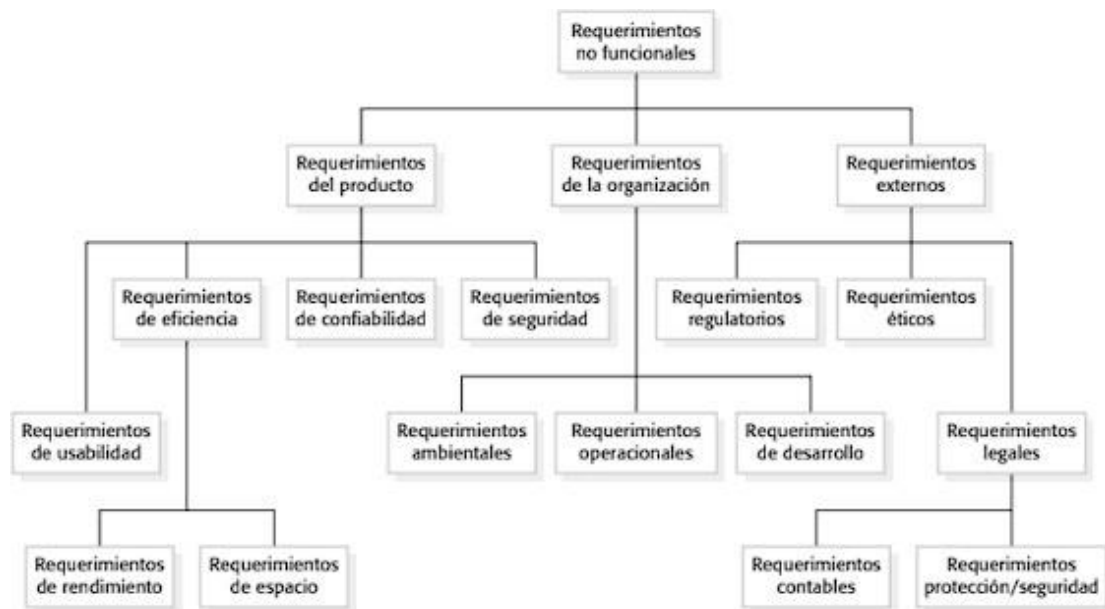 Requerimientos
no funcionales
Requerimientos
del producto
Requerimientos
de la organización
Requerimientos
externos
Requerimientos
de eficiencia
Requerimientos
de confiabilidad
Requerimientos
de seguridad
Requerimientos
regulatorios
Requerimientos
éticos
Requerimientos
de usabilidad
Requerimientos
ambientales
Requerimientos
operacionales
Requerimientos
de desarrollo
Requerimientos
legales
Requerimientos
de rendimiento
Requerimientos
de espacio
Requerimientos
contables
Requerimientos
protección/seguridad